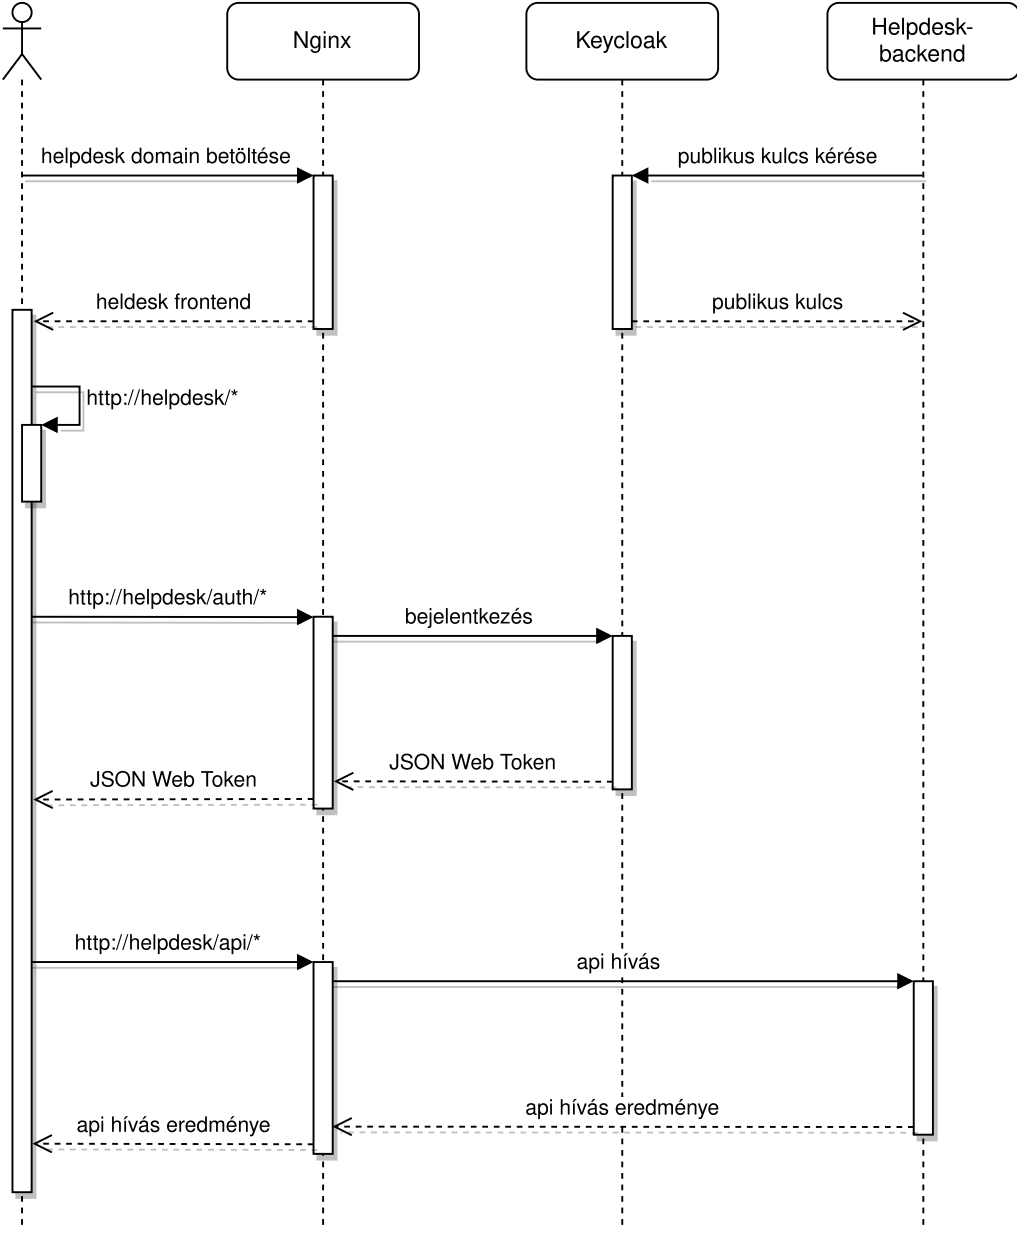 Nginx
Keycloak
Helpdesk-
backend
helpdesk domain betöltése
publikus kulcs kérése
heldesk frontend
publikus kulcs
http://helpdesk/*
http://helpdesk/auth/*
bejelentkezés
JSON Web Token
JSON Web Token
http://helpdesk/api/*
api hívás
api hívás eredménye
api hívás eredménye